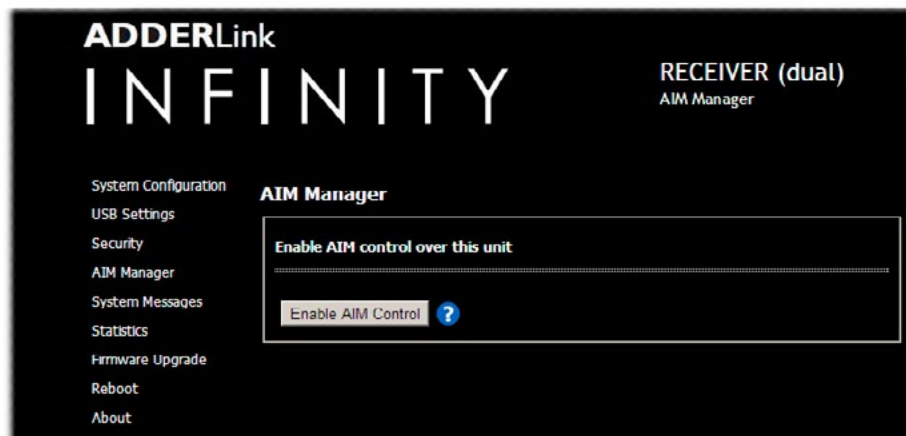 ADDERLink
INFINITY
RECEIVER (dual)
AIM Manager
System Configuration
USB Settings
Security
AIM Manager
System Messages
Statistics
Firmware Upgrade
Reboot
About
AIM Manager
Enable AIM control over this unit
Enable AIM Control ?